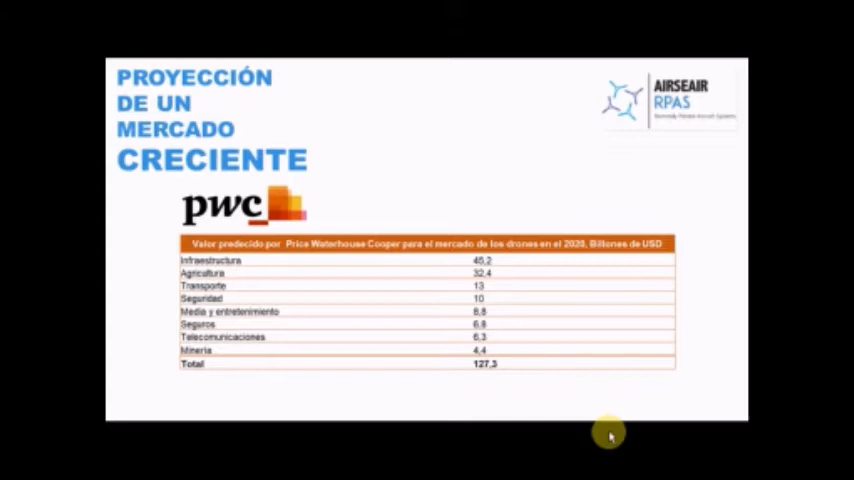 PROYECCIÓN
DE UN
MERCADO
CRECIENTE
AIRSEAIR
RPAS
pwc
Valor predecido por Price Waterhouse Cooper para el mercado de los drones en el 2020, Billones de USD
Infraestructura 45,2
Agricultura 32,4
Transporte 13
Seguridad 10
Media y entretenimiento 8,8
Seguros 6,8
Telecomunicaciones 6,3
Minería 4,4
Total 127,3